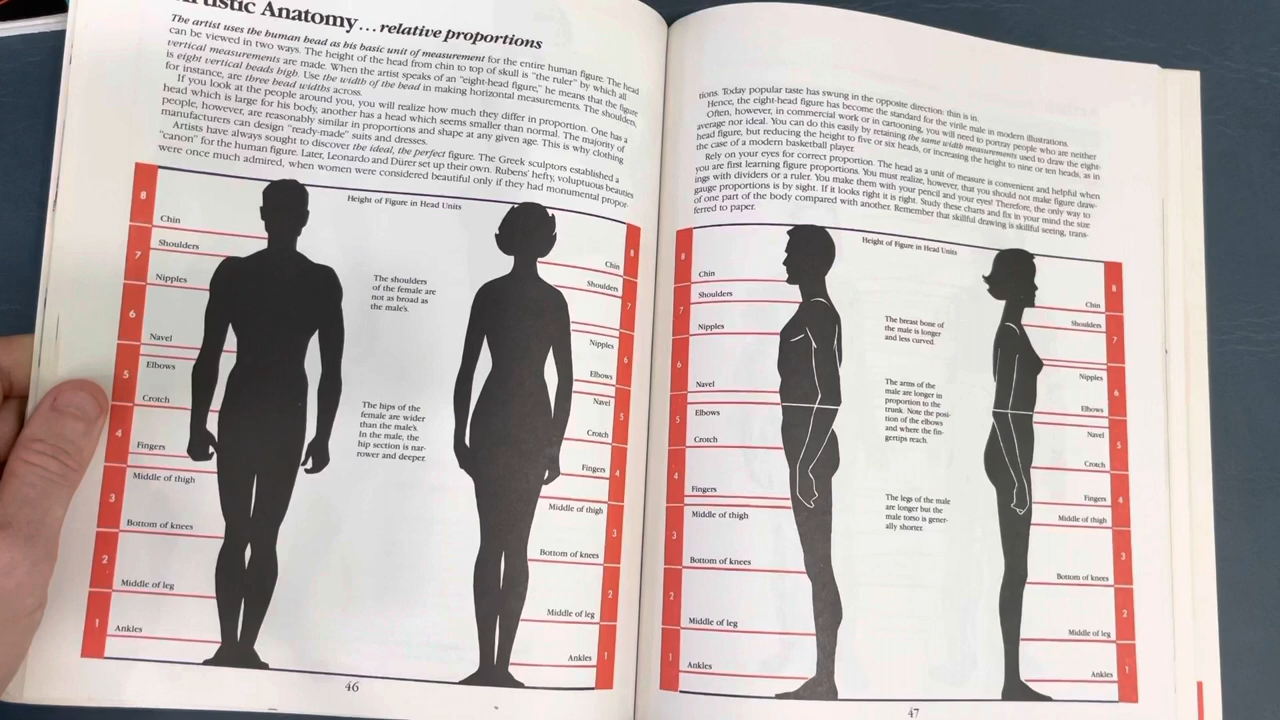 Artistic Anatomy...relative proportions
The artist uses the human head as his basic unit of measurement for the entire human figure. The head
can be viewed in two ways. The height of the head from chin to top of skull is "the ruler" by which all
vertical measurements are made. When the artist speaks of an "eight-head figure," he means that the figure
is eight vertical heads high. Use the width of the head in making horizontal measurements. The shoulders,
for instance, are three head widths across.
If you look at the people around you, you will realize how much they differ in proportion. One has a
head which is large for his body, another has a head which seems smaller than normal. The majority of
people, however, are reasonably similar in proportions and shape at any given age. This is why clothing
manufacturers can design "ready-made" suits and dresses.
Artists have always sought to discover the ideal, the perfect figure. The Greek sculptors established a
"canon" for the human figure. Later, Leonardo and Dürer set up their own. Rubens' hefty, voluptuous beauties
were once much admired, when women were considered beautiful only if they had monumental propor-
Height of Figure in Head Units
8
Chin
Shoulders
7
Nipples
6
Navel
Elbows
5
Crotch
4
Fingers
Middle of thigh
3
Bottom of knees
2
Middle of leg
1
Ankles
The shoulders
of the female are
not as broad as
the male's.
The hips of the
female are wider
than the male's.
In the male, the
hip section is nar-
rower and deeper.
8
Chin
Shoulders
7
Nipples
6
Elbows
Navel
5
Crotch
Fingers
4
Middle of thigh
3
Bottom of knees
2
Middle of leg
Ankles
1
46
tions. Today popular taste has swung in the opposite direction: thin is in.
Hence, the eight-head figure has become the standard for the virile male in modern illustrations.
Often, however, in commercial work or in cartooning, you will need to portray people who are neither
average nor ideal. You can do this easily by retaining the same width measurements used to draw the eight-
head figure, but reducing the height to five or six heads, or increasing the height to nine or ten heads, as in
the case of a modern basketball player.
Rely on your eyes for correct proportion. The head as a unit of measure is convenient and helpful when
you are first learning figure proportions. You must realize, however, that you should not make figure draw-
ings with dividers or a ruler. You make them with your pencil and your eyes! Therefore, the only way to
gauge proportions is by sight. If it looks right it is right. Study these charts and fix in your mind the size
of one part of the body compared with another. Remember that skillful drawing is skillful seeing, trans-
ferred to paper.
Height of Figure in Head Units
8
Chin
Shoulders
7
Nipples
6
Navel
Elbows
5
Crotch
4
Fingers
Middle of thigh
3
Bottom of knees
2
Middle of leg
1
Ankles
The breast bone of
the male is longer
and less curved.
The arms of the
male are longer in
proportion to the
trunk. Note the posi-
tion of the elbows
and where the fin-
gertips reach.
The legs of the male
are longer but the
male torso is gener-
ally shorter.
8
Chin
Shoulders
7
Nipples
6
Elbows
Navel
5
Crotch
Fingers
4
Middle of thigh
3
Bottom of knees
2
Middle of leg
Ankles
1
47